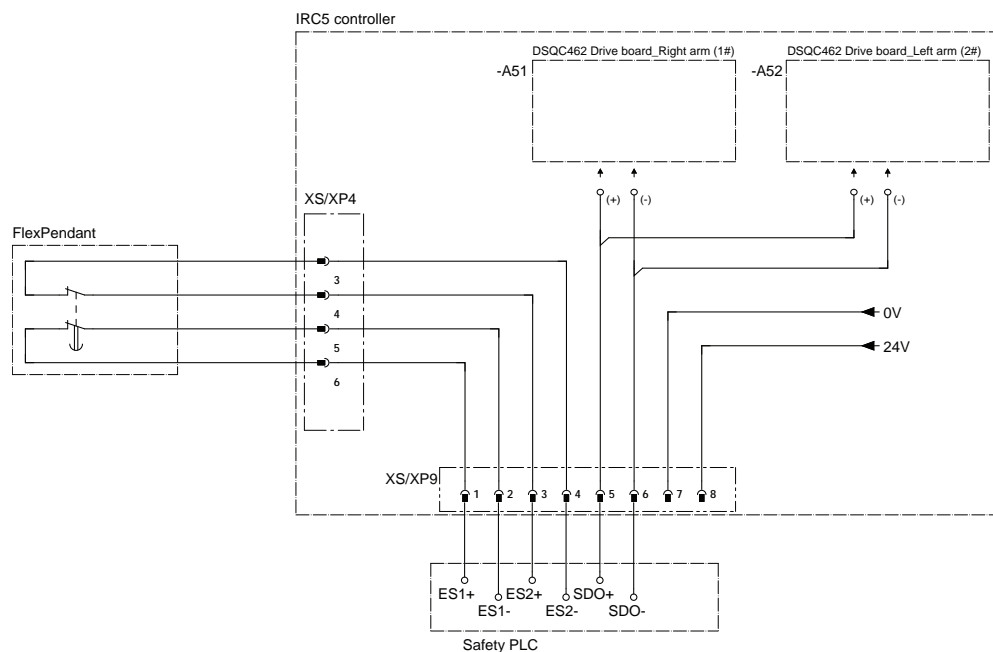 IRC5 controller
DSQC462 Drive board_Right arm (1#)
DSQC462 Drive board_Left arm (2#)
-A51
-A52
(+)
(-)
(+)
(-)
XS/XP4
FlexPendant
3
4
5
6
0V
24V
XS/XP9
1
2
3
4
5
6
7
8
ES1+
ES1-
ES2+
ES2-
SDO+
SDO-
Safety PLC